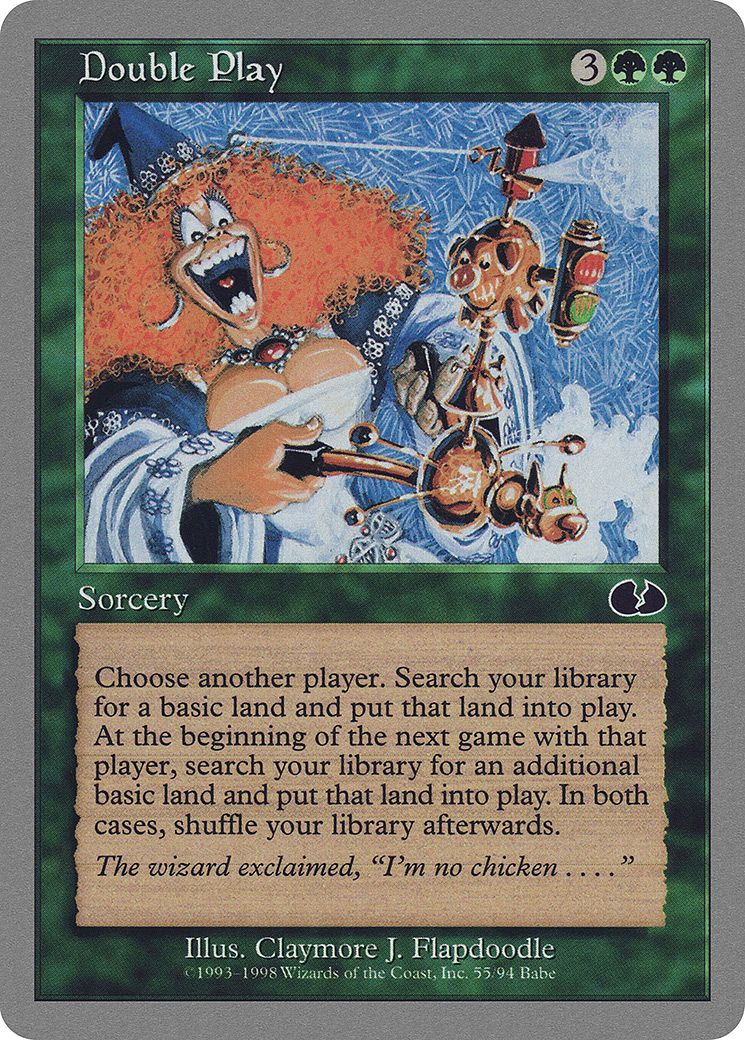 Double Play
3
Sorcery
Choose another player. Search your library
for a basic land and put that land into play.
At the beginning of the next game with that
player, search your library for an additional
basic land and put that land into play. In both
cases, shuffle your library afterwards.
The wizard exclaimed, “I’m no chicken . . . .”
Illus. Claymore J. Flapdoodle
©1993–1998 Wizards of the Coast, Inc. 55/94 Babe